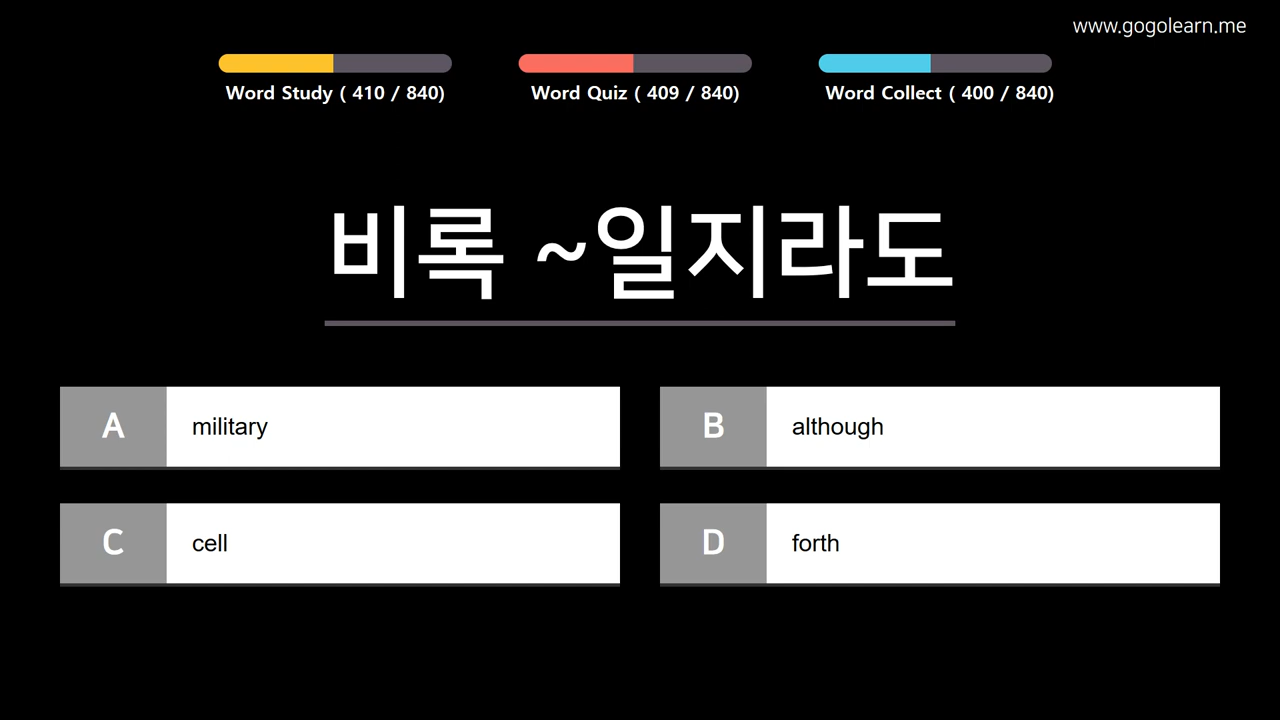 www.gogolearn.me
Word Study ( 410 / 840)
Word Quiz ( 409 / 840)
Word Collect ( 400 / 840)
비록 ~일지라도
A military
B although
C cell
D forth